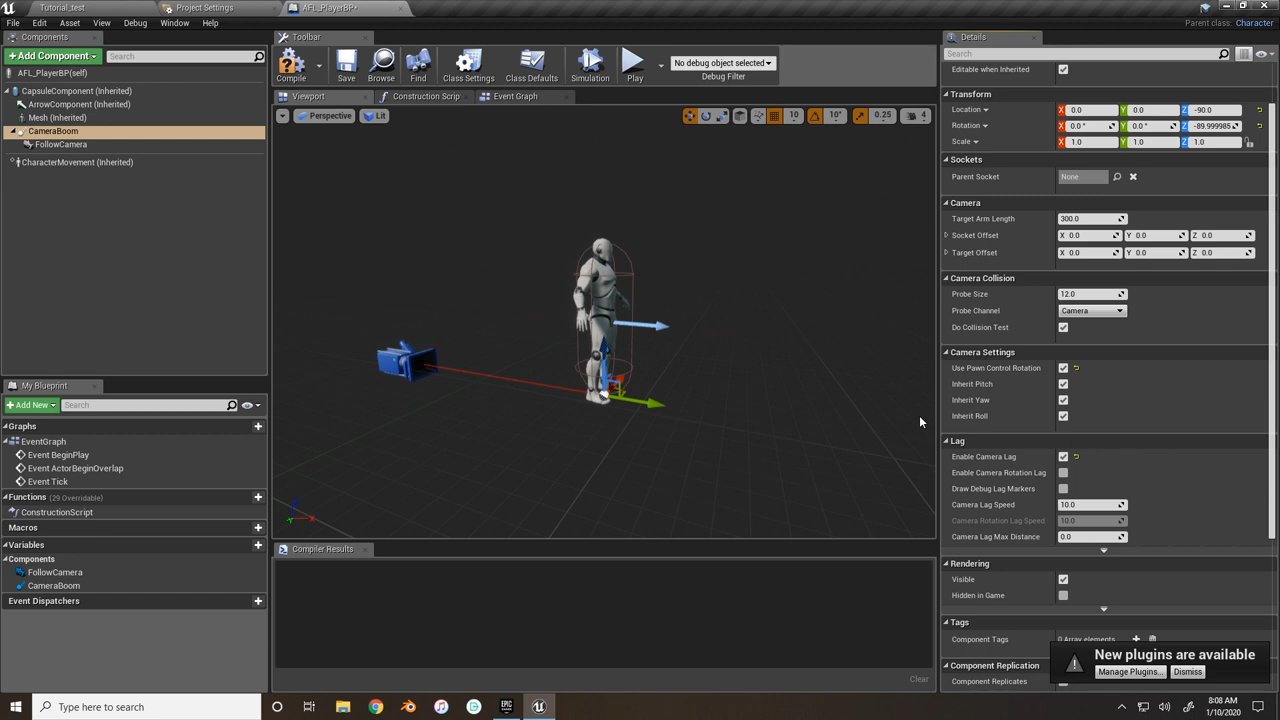 Tutorial_test
Project Settings
AFL_PlayerBP*
File Edit Asset View Debug Window Help
Parent class: Character
Components
Add Component
Search
AFL_PlayerBP(self)
CapsuleComponent (Inherited)
ArrowComponent (Inherited)
Mesh (Inherited)
CameraBoom
FollowCamera
CharacterMovement (Inherited)
My Blueprint
Add New
Search
Graphs
EventGraph
Event BeginPlay
Event ActorBeginOverlap
Event Tick
Functions (29 Overridable)
ConstructionScript
Macros
Variables
Components
FollowCamera
CameraBoom
Event Dispatchers
Toolbar
Compile
Save
Browse
Find
Class Settings
Class Defaults
Simulation
Play
No debug object selected
Debug Filter
Viewport
Construction Scrip
Event Graph
Perspective
Lit
10
10°
0.25
4
Compiler Results
Clear
Details
Search
Editable when Inherited
Transform
Location X 0.0 Y 0.0 Z -90.0
Rotation X 0.0 ° Y 0.0 ° Z -89.999985
Scale X 1.0 Y 1.0 Z 1.0
Sockets
Parent Socket None
Camera
Target Arm Length 300.0
Socket Offset X 0.0 Y 0.0 Z 0.0
Target Offset X 0.0 Y 0.0 Z 0.0
Camera Collision
Probe Size 12.0
Probe Channel Camera
Do Collision Test
Camera Settings
Use Pawn Control Rotation
Inherit Pitch
Inherit Yaw
Inherit Roll
Lag
Enable Camera Lag
Enable Camera Rotation Lag
Draw Debug Lag Markers
Camera Lag Speed 10.0
Camera Rotation Lag Speed 10.0
Camera Lag Max Distance 0.0
Rendering
Visible
Hidden in Game
Tags
Component Tags 0 Array elements
Component Replication
Component Replicates
New plugins are available
Manage Plugins...
Dismiss
Type here to search
8:08 AM
1/10/2020